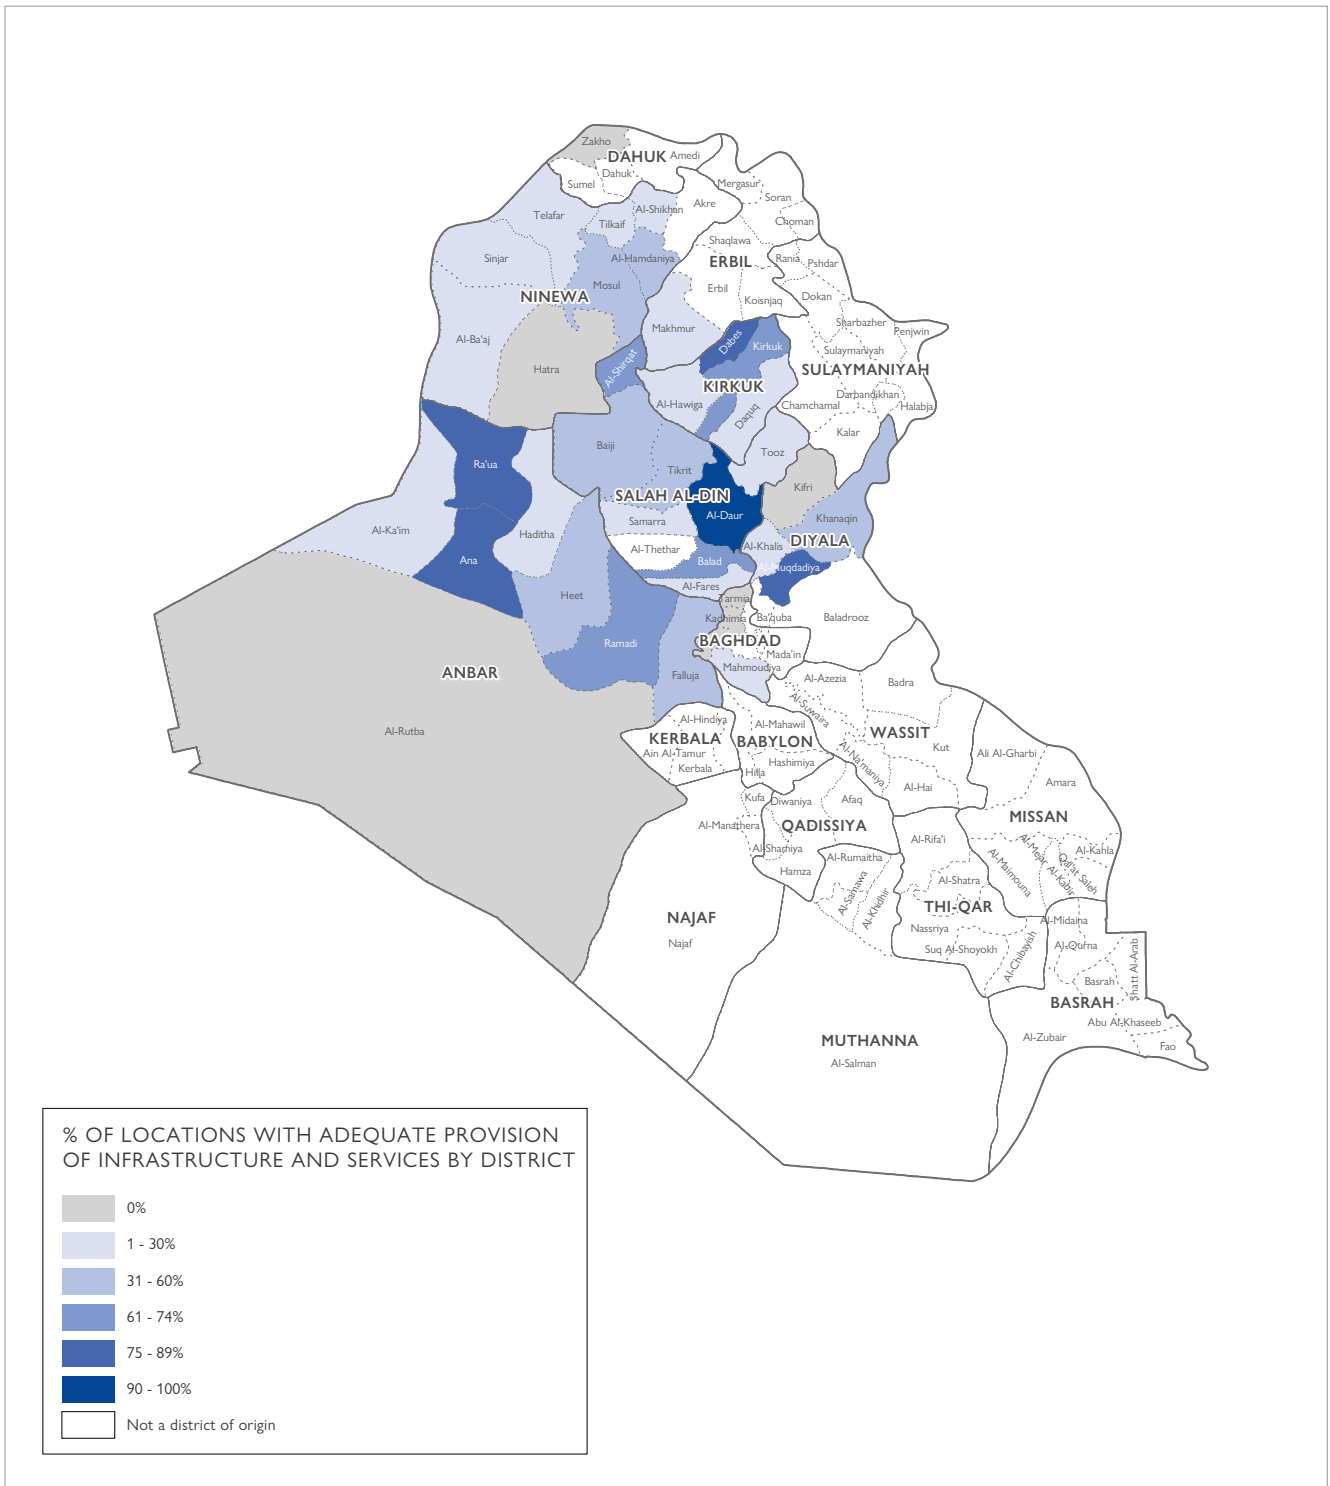 Zakho
DAHUK
Amedi
Dahuk
Sumel
Mergasur
Soran
Akre
Choman
Al-Shikhan
Telafar
Tilkaif
Shaqlawa
Sinjar
Al-Hamdaniya
ERBIL
Rania
Pshdar
Mosul
Erbil
NINEWA
Koisnjaq
Dokan
Sharbazher
Makhmur
Penjwin
Al-Ba'aj
Dabes
Kirkuk
Sulaymaniyah
Hatra
Al-Shirqat
SULAYMANIYAH
KIRKUK
Darbandikhan
Al-Hawiga
Chamchamal
Halabja
Daquq
Kalar
Baiji
Tooz
Ra'ua
Tikrit
Kifri
SALAH AL-DIN
Al-Daur
Khanaqin
Samarra
Al-Ka'im
Haditha
DIYALA
Al-Thethar
Al-Khalis
Ana
Balad
Al-Muqdadiya
Al-Fares
Heet
Tarmia
Kadhimia
Ba'quba
Baladrooz
Ramadi
BAGHDAD
Mada'in
Mahmoudiya
ANBAR
Falluja
Al-Azezia
Badra
Al-Suwaira
Al-Hindiya
Al-Mahawil
Al-Rutba
WASSIT
KERBALA
BABYLON
Kut
Ain Al-Tamur
Al-Na'maniya
Ali Al-Gharbi
Hashimiya
Kerbala
Hilla
Amara
Al-Hai
Kufa
Diwaniya
Afaq
MISSAN
Al-Manathera
QADISSIYA
Al-Rifa'i
Al-Shamiya
Al-Mejar
Al-Kabir
Al-Kahla
Al-Rumaitha
Al-Maimouna
Qal'at Saleh
Hamza
Al-Samawa
Al-Shatra
Al-Khidhir
THI-QAR
NAJAF
Al-Midaina
Nassriya
Najaf
Suq Al-Shoyokh
Al-Chibayish
Al-Qurna
Shatt Al-Arab
Basrah
BASRAH
Abu Al-Khaseeb
MUTHANNA
Al-Zubair
Fao
Al-Salman
% OF LOCATIONS WITH ADEQUATE PROVISION
OF INFRASTRUCTURE AND SERVICES BY DISTRICT
0%
1 - 30%
31 - 60%
61 - 74%
75 - 89%
90 - 100%
Not a district of origin